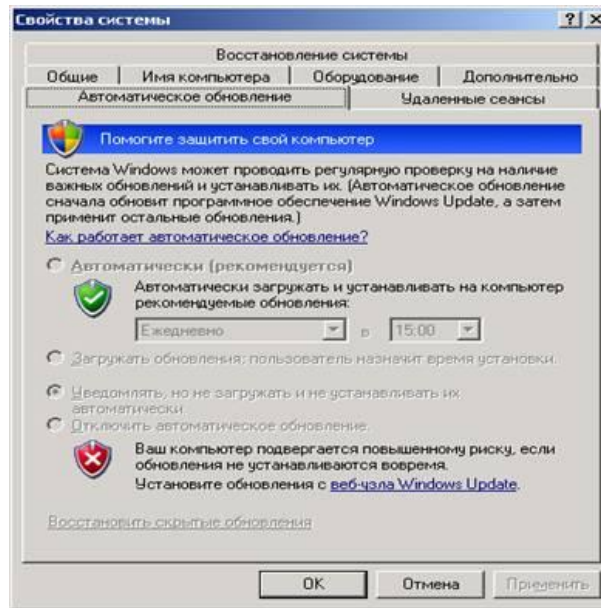 Свойства системы
Восстановление системы
Общие Имя компьютера Оборудование Дополнительно
Автоматическое обновление Удаленные сеансы
Помогите защитить свой компьютер
Система Windows может проводить регулярную проверку на наличие
важных обновлений и устанавливать их. (Автоматическое обновление
сначала обновит программное обеспечение Windows Update, а затем
применит остальные обновления.)
Как работает автоматическое обновление?
Автоматически (рекомендуется)
Автоматически загружать и устанавливать на компьютер
рекомендуемые обновления:
Ежедневно в 15:00
Загружать обновления; пользователь назначит время установки.
Уведомлять, но не загружать и не устанавливать их
автоматически.
Отключить автоматическое обновление.
Ваш компьютер подвергается повышенному риску, если
обновления не устанавливаются вовремя.
Установите обновления с веб-узла Windows Update.
Восстановить скрытые обновления
OK Отмена Применить